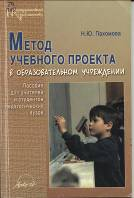 Н.Ю. Пахомова
МЕТОД
УЧЕБНОГО ПРОЕКТА
В ОБРАЗОВАТЕЛЬНОМ УЧРЕЖДЕНИИ
Пособие
для учителей
и студентов
педагогических
вузов